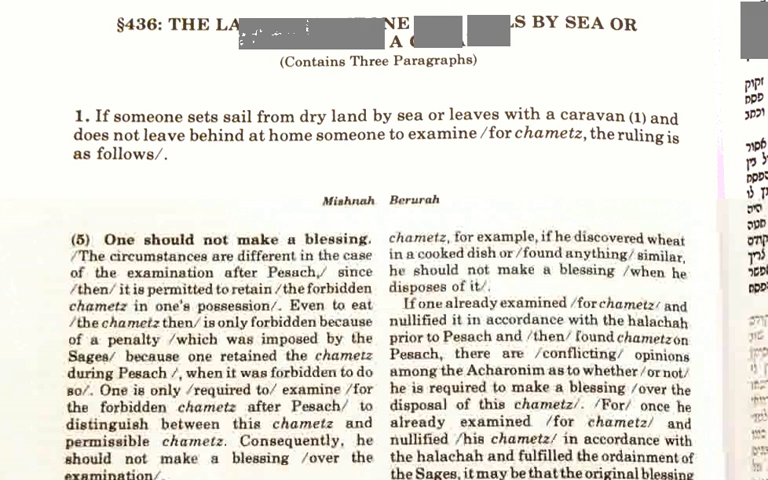 §436: THE LA NE LS BY SEA OR
A
(Contains Three Paragraphs)
1. If someone sets sail from dry land by sea or leaves with a caravan (1) and
does not leave behind at home someone to examine /for chametz, the ruling is
as follows/.
Mishnah Berurah
(5) One should not make a blessing.
/The circumstances are different in the case
of the examination after Pesach,/ since
/then/ it is permitted to retain /the forbidden
chametz in one's possession/. Even to eat
/the chametz then/ is only forbidden because
of a penalty /which was imposed by the
Sages/ because one retained the chametz
during Pesach /, when it was forbidden to do
so/. One is only /required to/ examine /for
the forbidden chametz after Pesach/ to
distinguish between this chametz and
permissible chametz. Consequently, he
should not make a blessing /over the
examination/.
chametz, for example, if he discovered wheat
in a cooked dish or /found anything/ similar,
he should not make a blessing /when he
disposes of it/.
If one already examined /for chametz/ and
nullified it in accordance with the halachah
prior to Pesach and /then/ found chametz on
Pesach, there are /conflicting/ opinions
among the Acharonim as to whether /or not/
he is required to make a blessing /over the
disposal of this chametz/. /For/ once he
already examined /for chametz/ and
nullified /his chametz/ in accordance with
the halachah and fulfilled the ordainment of
the Sages, it may be that the original blessing
זקוק
פסח
וכתב
אסור